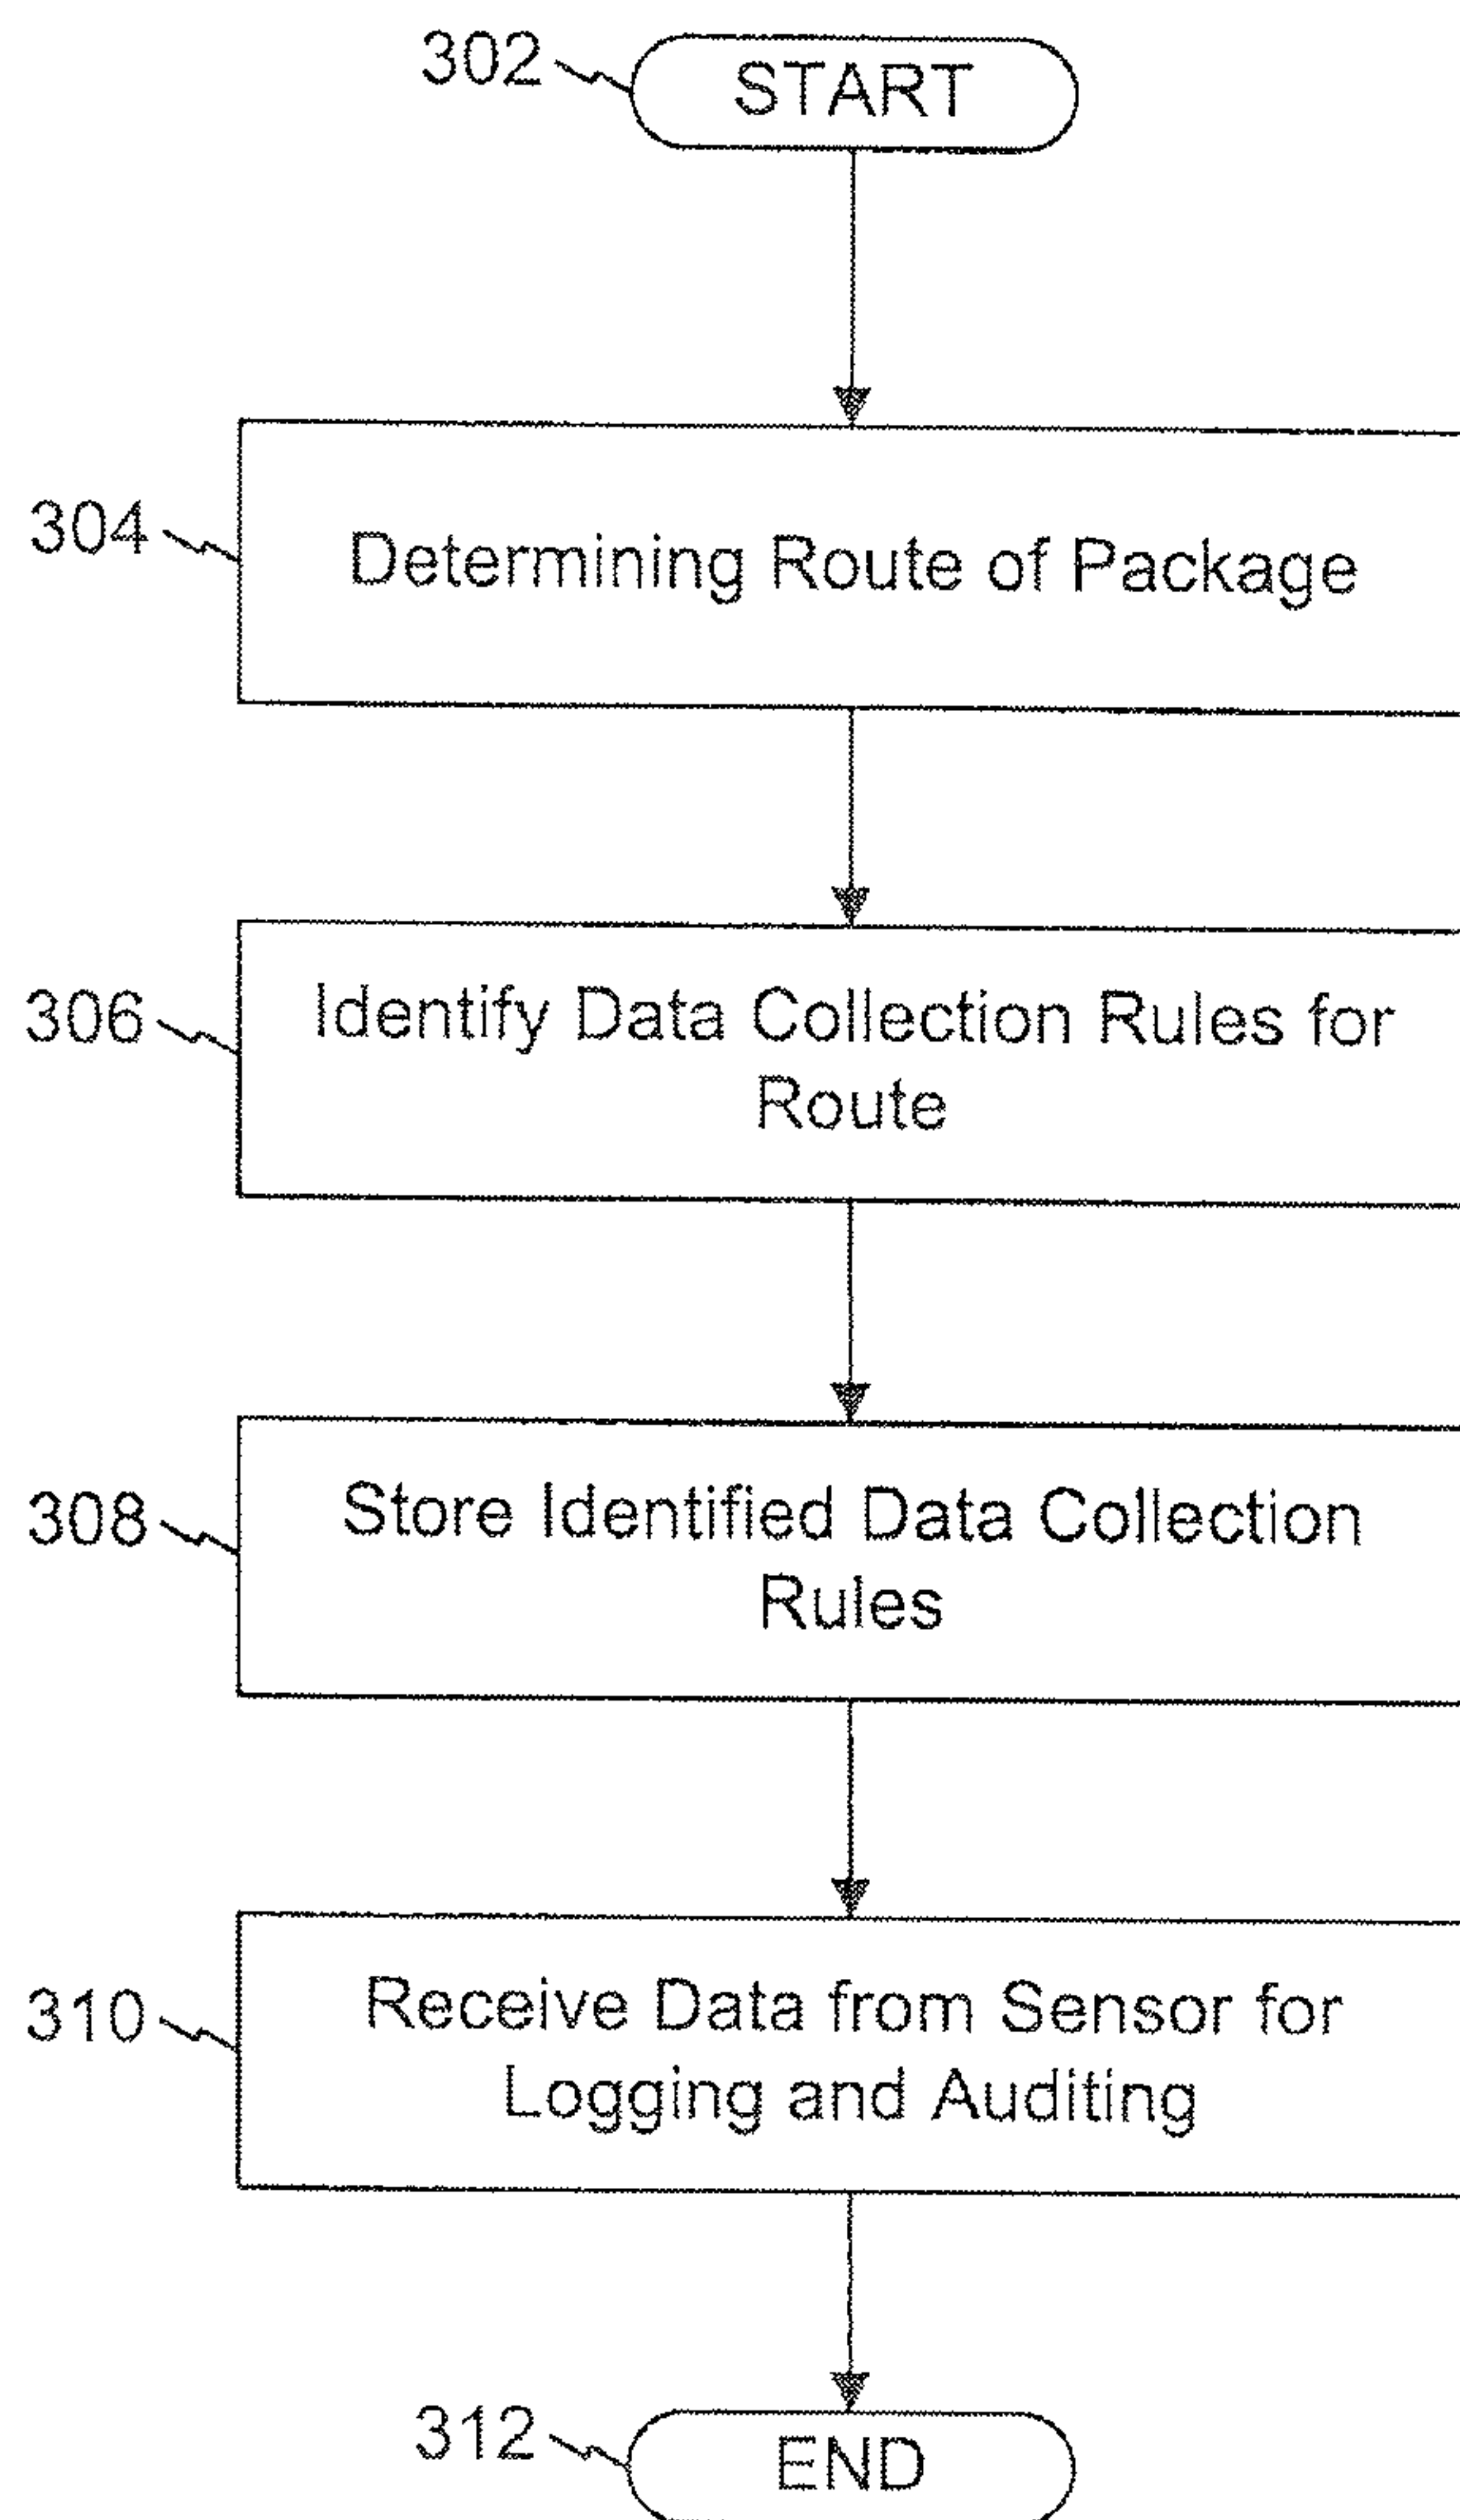 302
START
304
Determining Route of Package
306
Identify Data Collection Rules for
Route
308
Store Identified Data Collection
Rules
310
Receive Data from Sensor for
Logging and Auditing
312
END